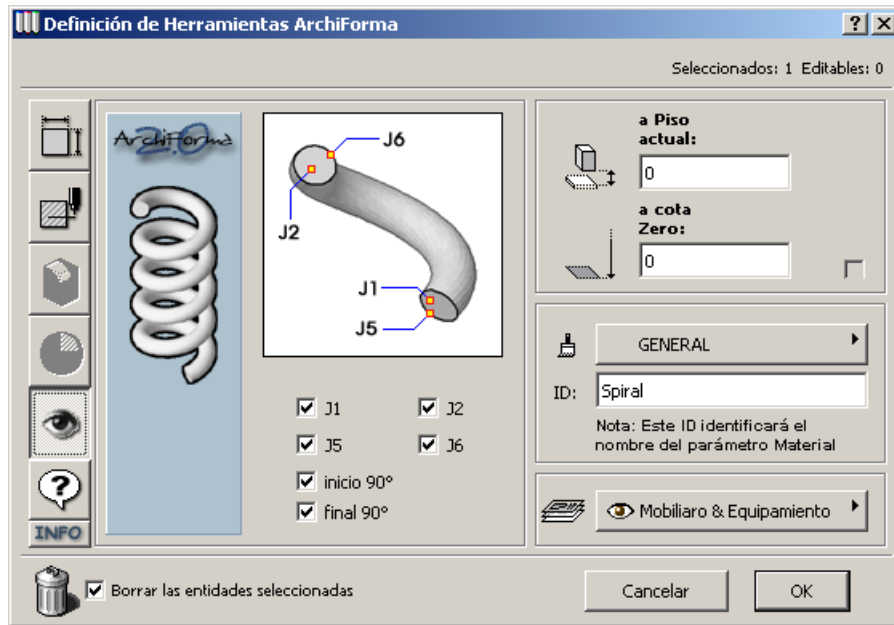 Definición de Herramientas ArchiForma
Seleccionados: 1 Editables: 0
ArchiForma
2.0
J6
J2
J1
J5
J1
J2
J5
J6
inicio 90º
final 90º
a Piso
actual:
0
a cota
Zero:
0
GENERAL
ID:
Spiral
Nota: Este ID identificará el
nombre del parámetro Material
Mobiliaro & Equipamiento
INFO
Borrar las entidades seleccionadas
Cancelar
OK